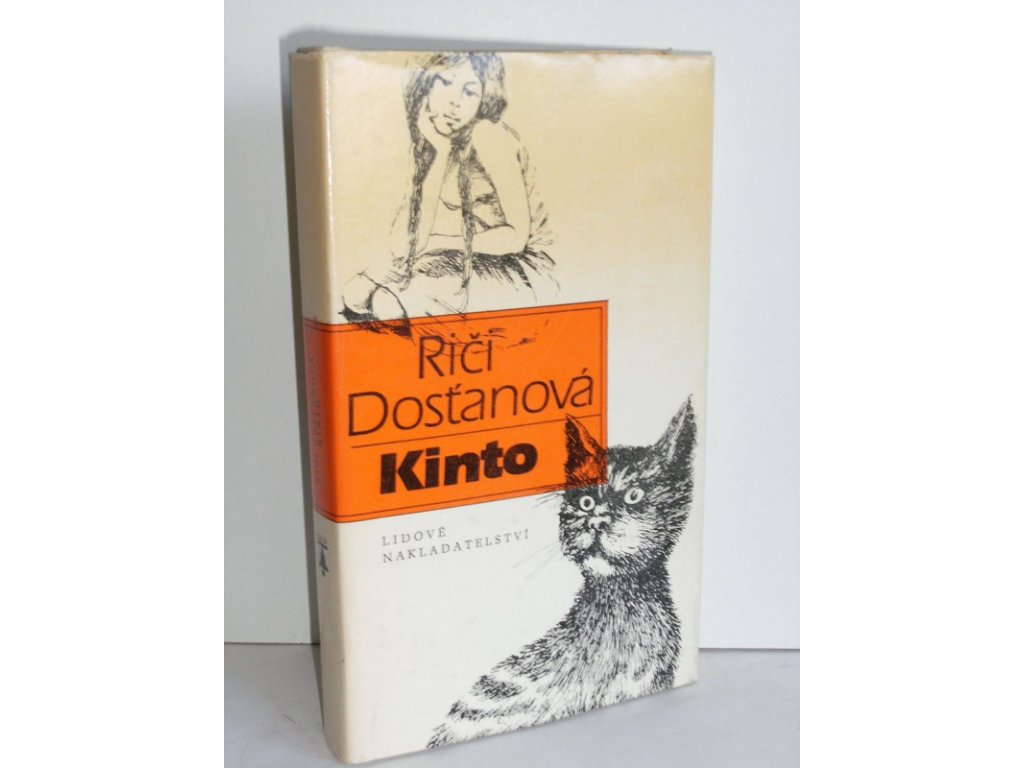 Riči
Dosťanová
Kinto
LIDOVÉ
NAKLADATELSTVÍ